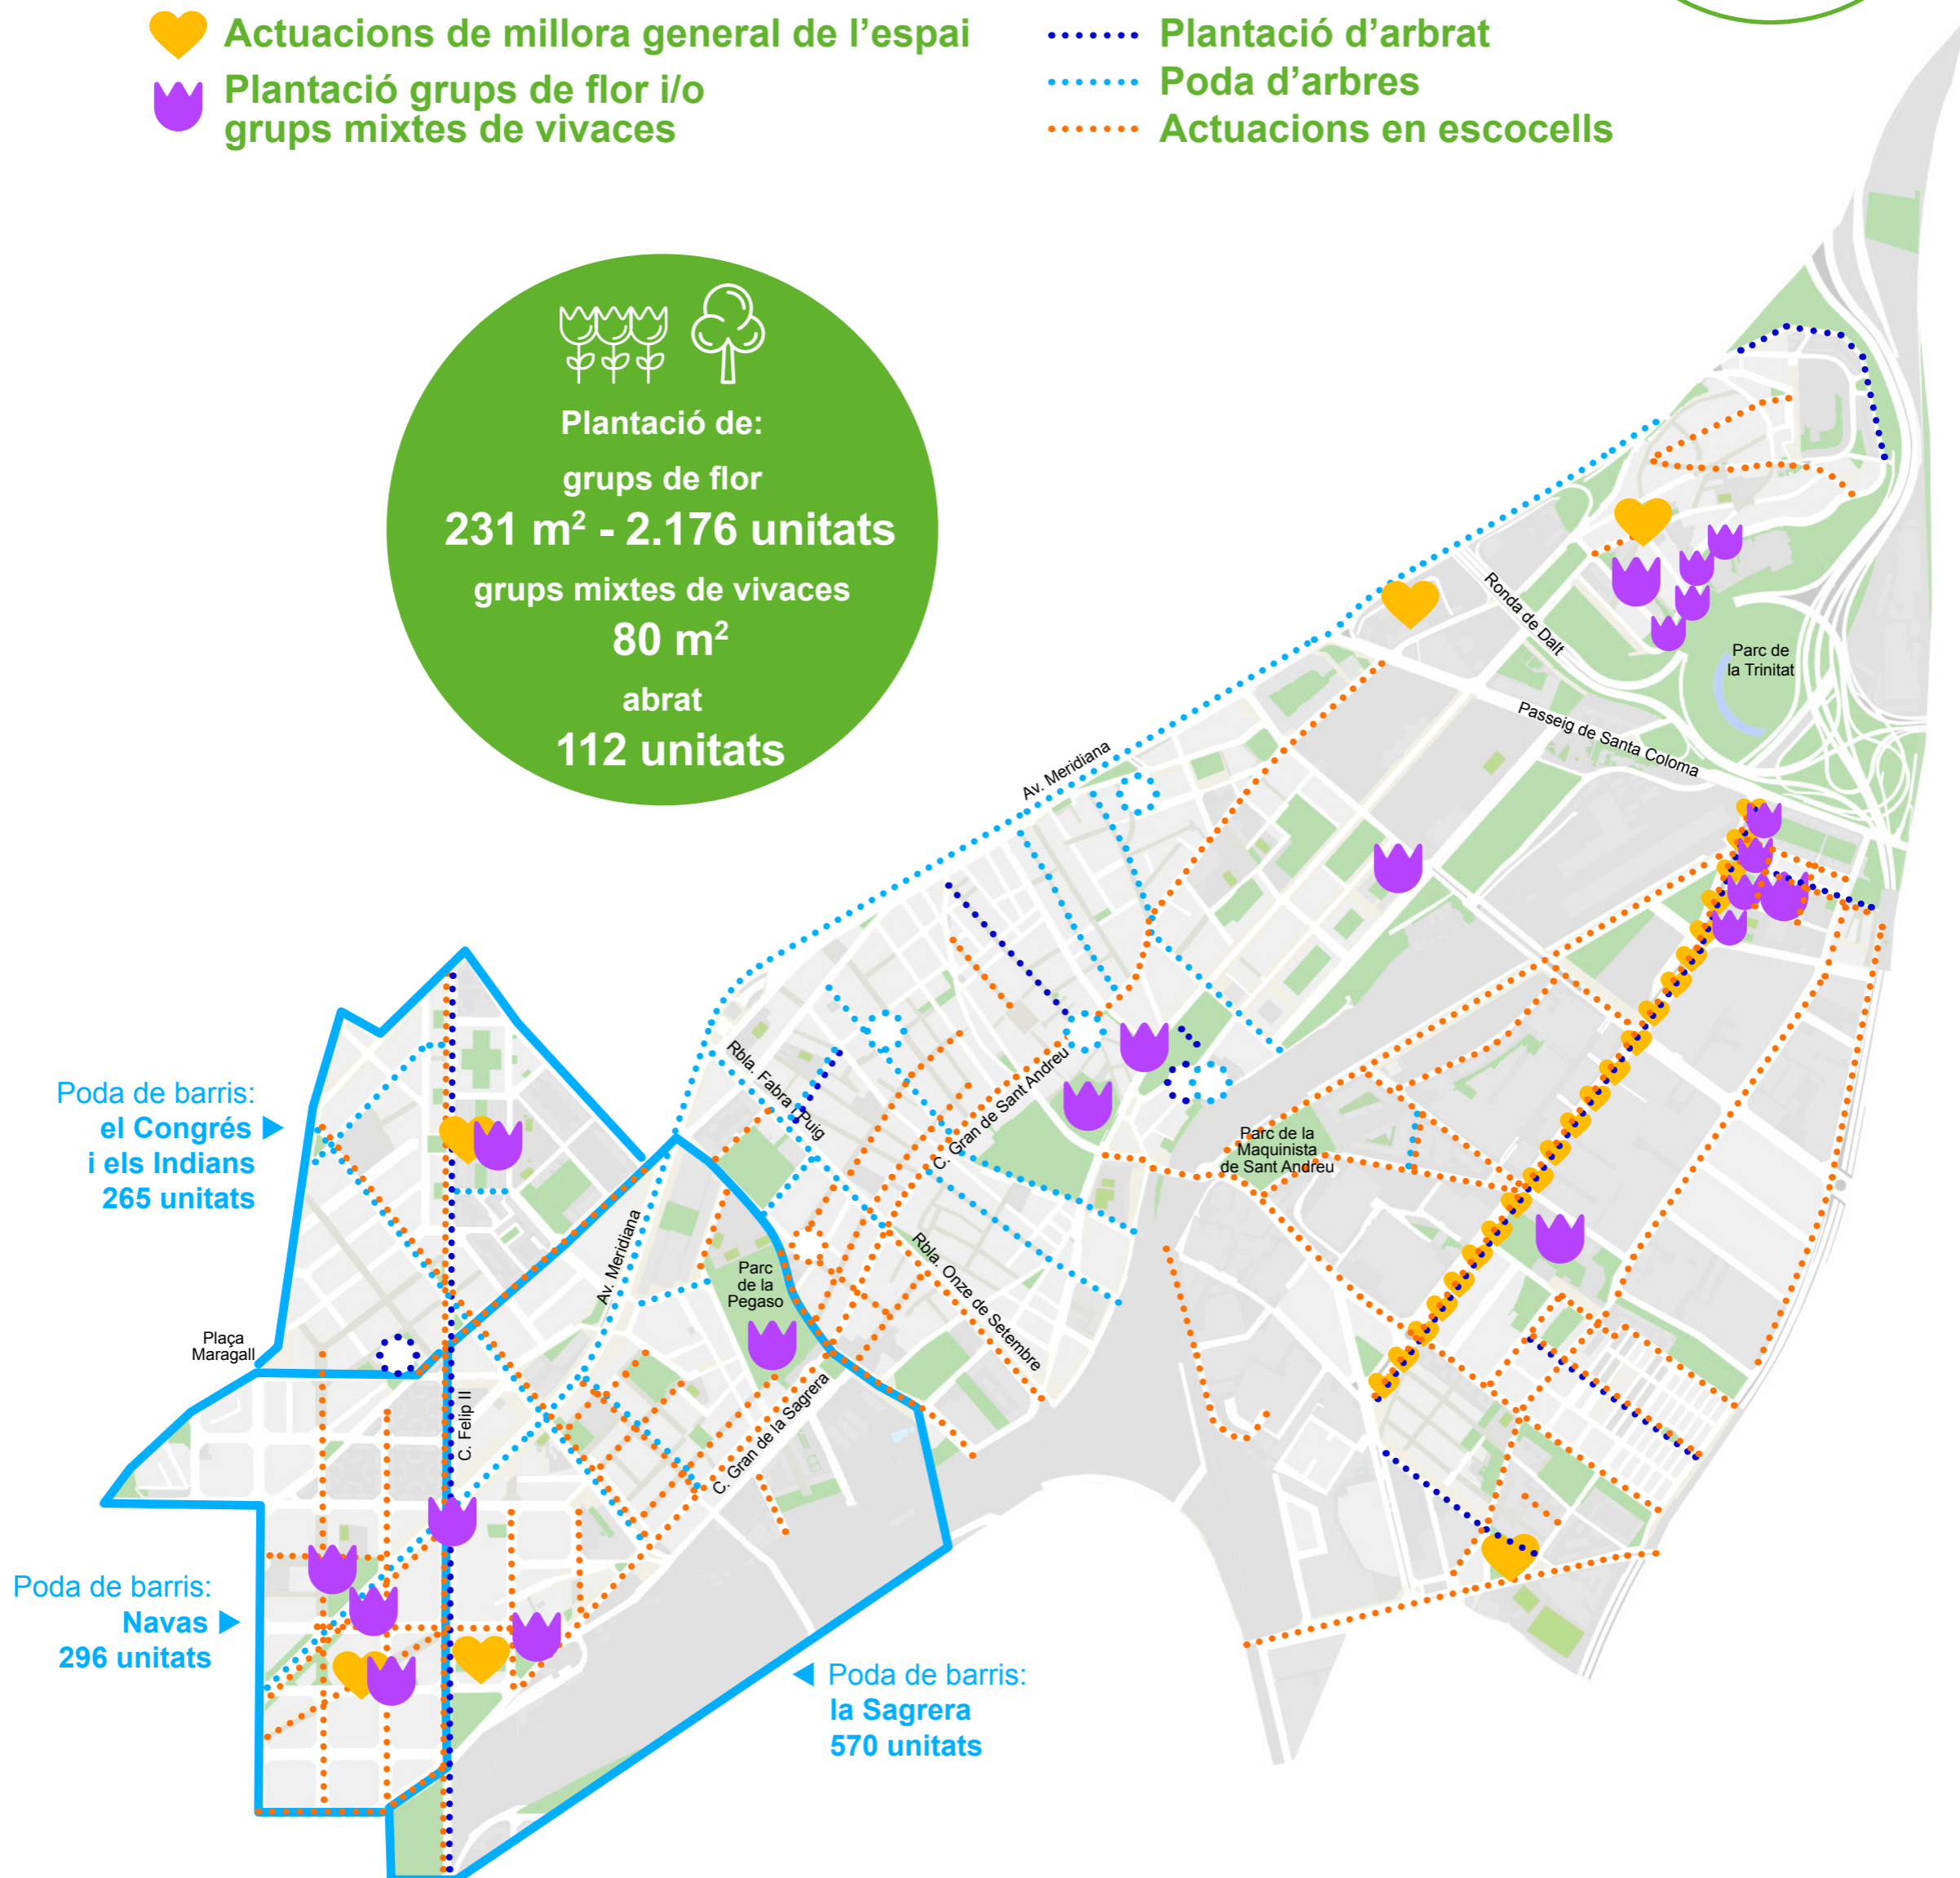 Actuacions de millora general de l’espai
Plantació grups de flor i/o
grups mixtes de vivaces
Plantació d’arbrat
Poda d’arbres
Actuacions en escocells
Plantació de:
grups de flor
231 m² - 2.176 unitats
grups mixtes de vivaces
80 m²
abrat
112 unitats
Ronda de Dalt
Parc de
la Trinitat
Passeig de Santa Coloma
Av. Meridiana
Rbla. Fabra i Puig
C. Gran de Sant Andreu
Parc de la
Maquinista
de Sant Andreu
Poda de barris:
el Congrés
i els Indians
265 unitats
Av. Meridiana
Parc
de la
Pegaso
Rbla. Onze de Setembre
Plaça
Maragall
C. Felip II
C. Gran de la Sagrera
Poda de barris:
Navas
296 unitats
Poda de barris:
la Sagrera
570 unitats